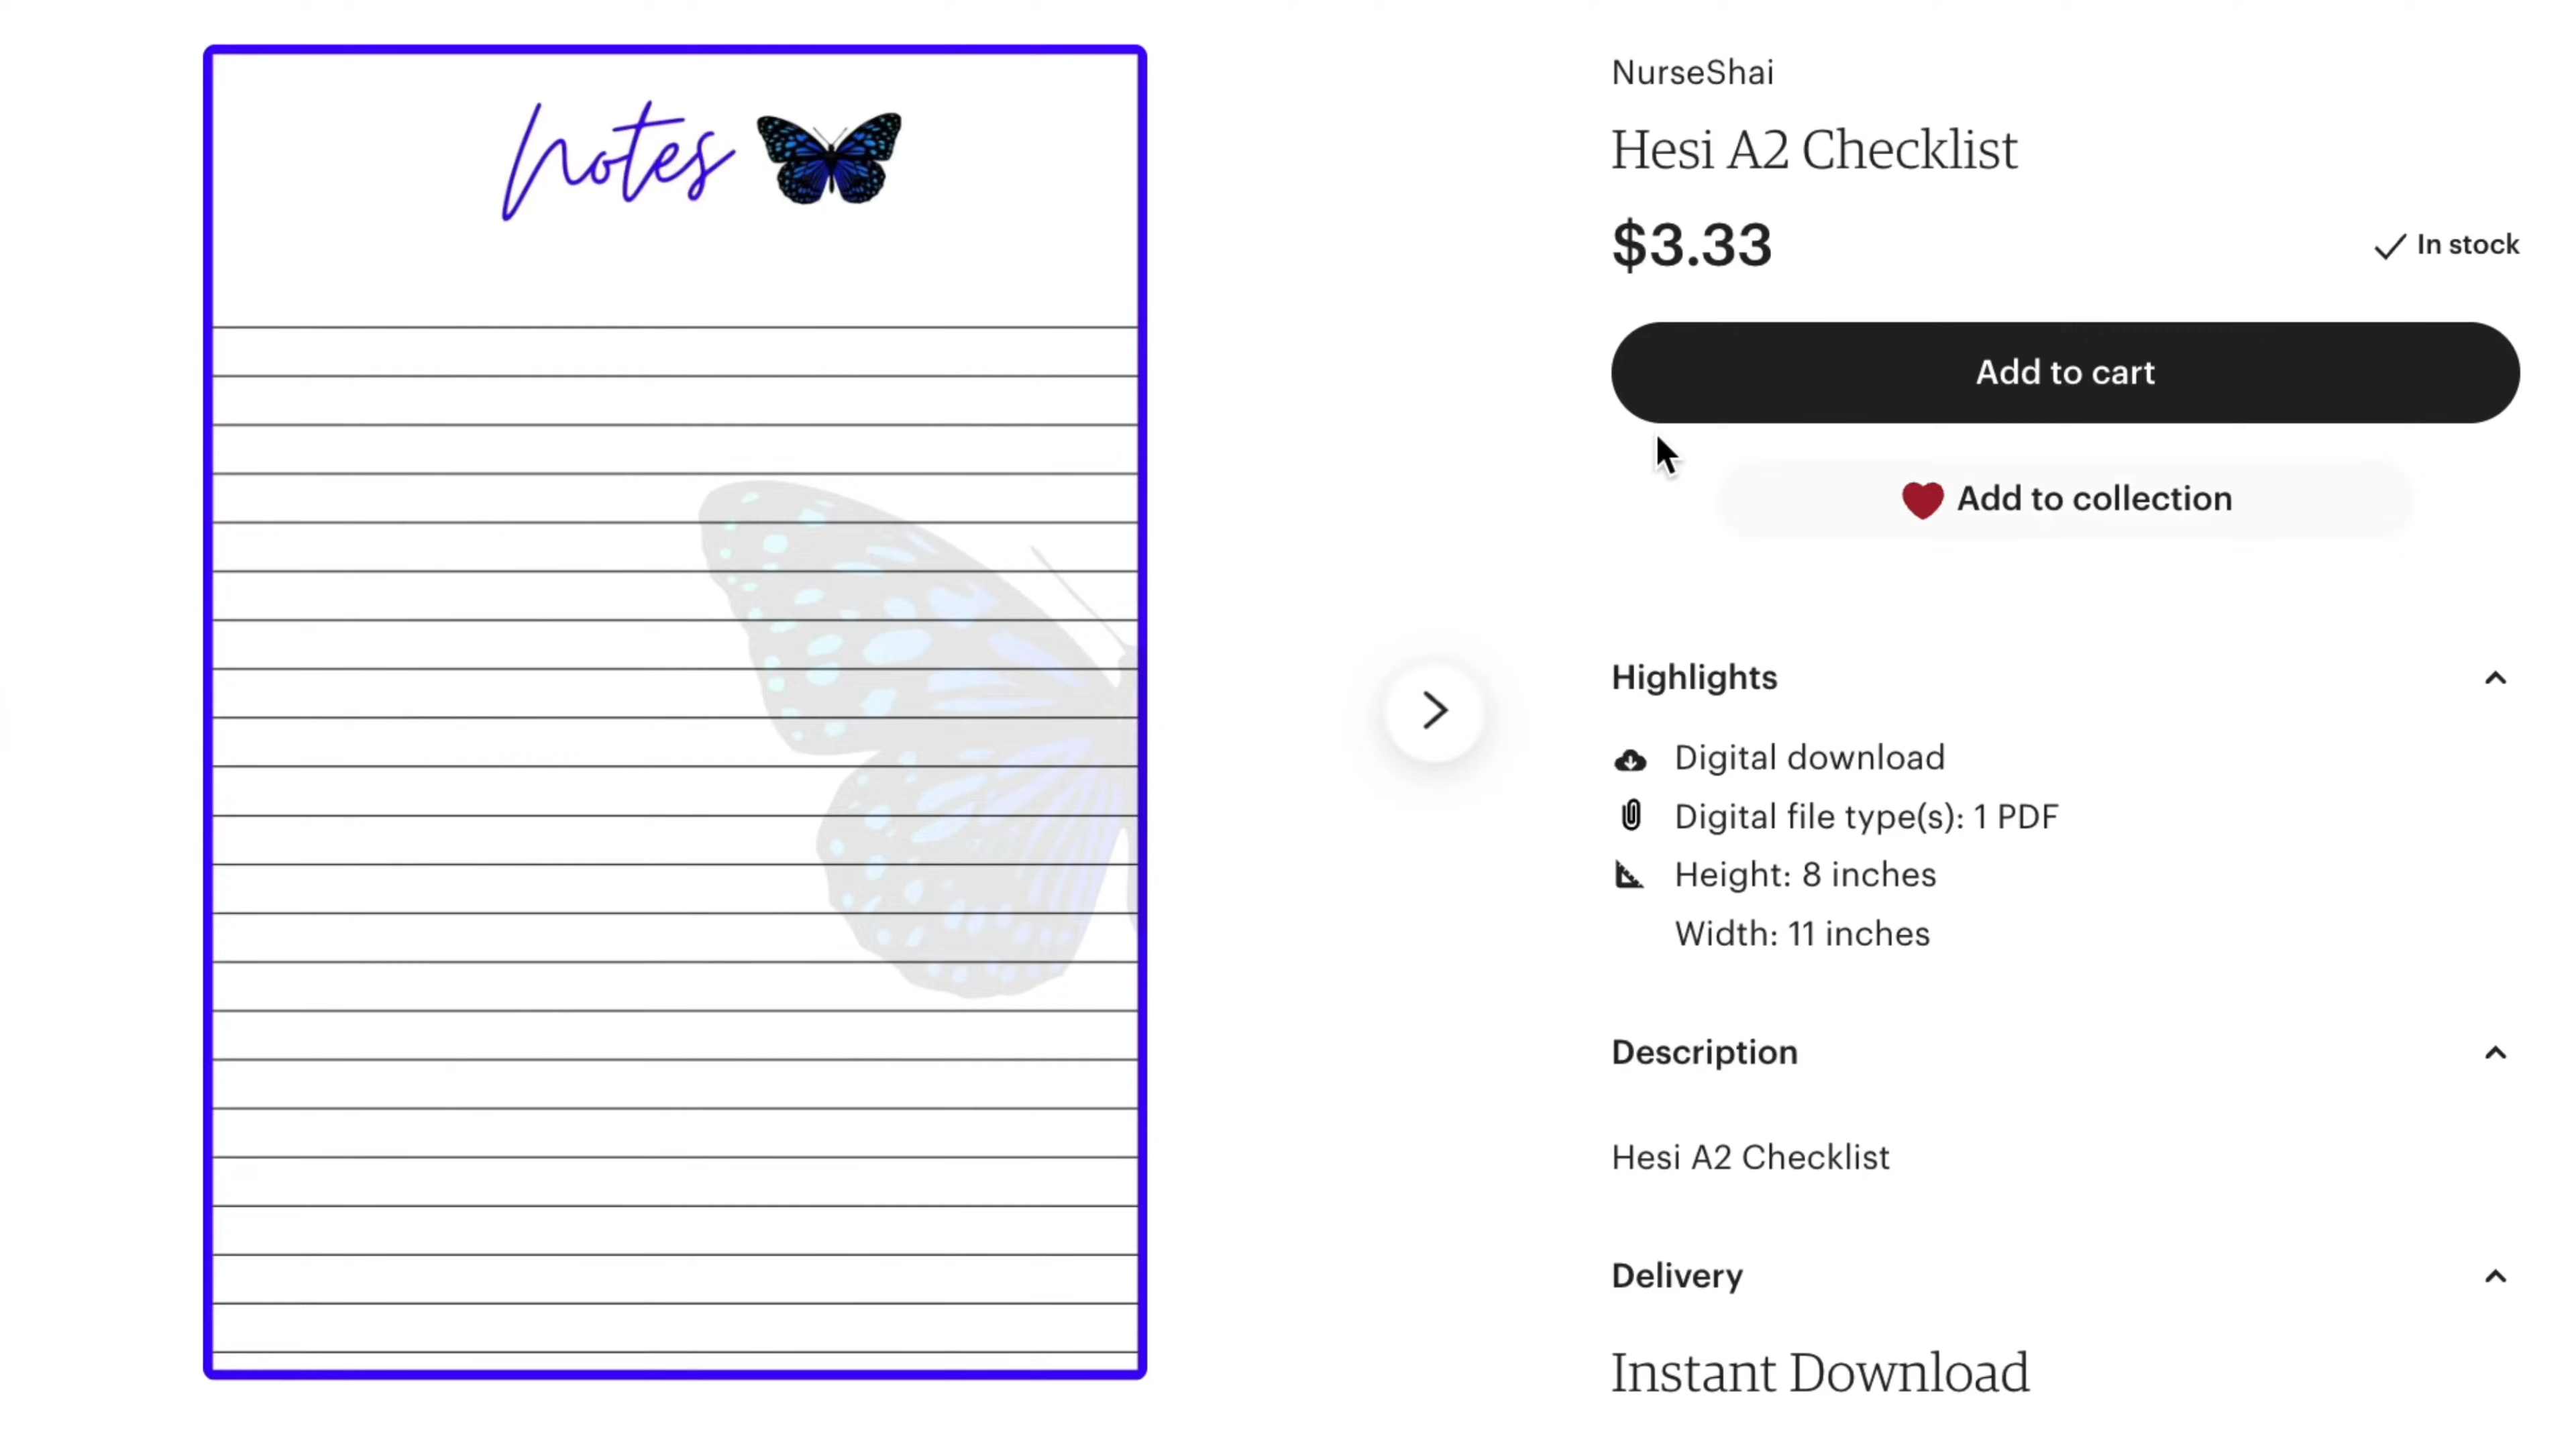 Notes
NurseShai
Hesi A2 Checklist
$3.33
In stock
Add to cart
Add to collection
Highlights
Digital download
Digital file type(s): 1 PDF
Height: 8 inches
Width: 11 inches
Description
Hesi A2 Checklist
Delivery
Instant Download